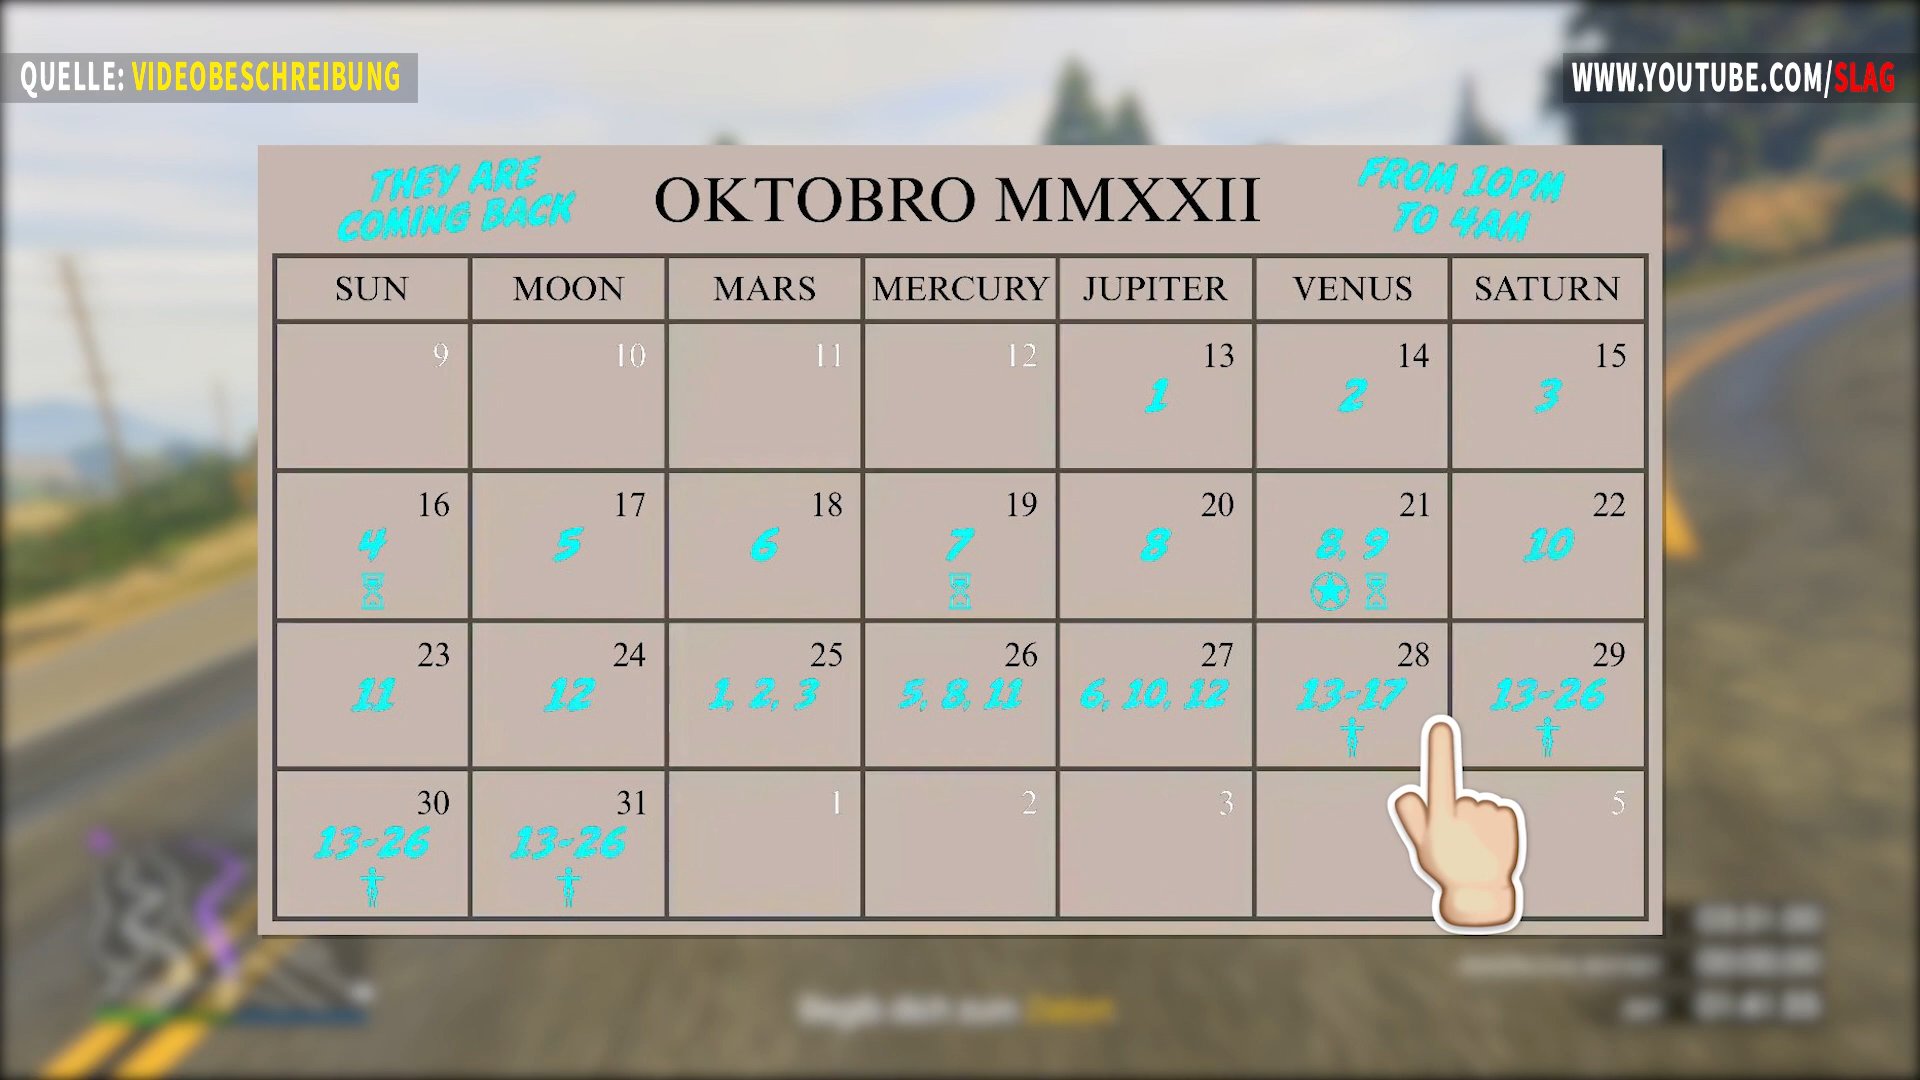 QUELLE: VIDEOBESCHREIBUNG
WWW.YOUTUBE.COM/SLAG
THEY ARE
COMING BACK
OKTOBRO MMXXII
FROM 10PM
TO 4AM
SUN MOON MARS MERCURY JUPITER VENUS SATURN
9 10 11 12 13 14 15
1 2 3
16 17 18 19 20 21 22
4 5 6 7 8 8, 9 10
23 24 25 26 27 28 29
11 12 1, 2, 3 5, 8, 11 6, 10, 12 13-17 13-26
30 31 1 2 3 5
13-26 13-26
Begib dich zum Zielort